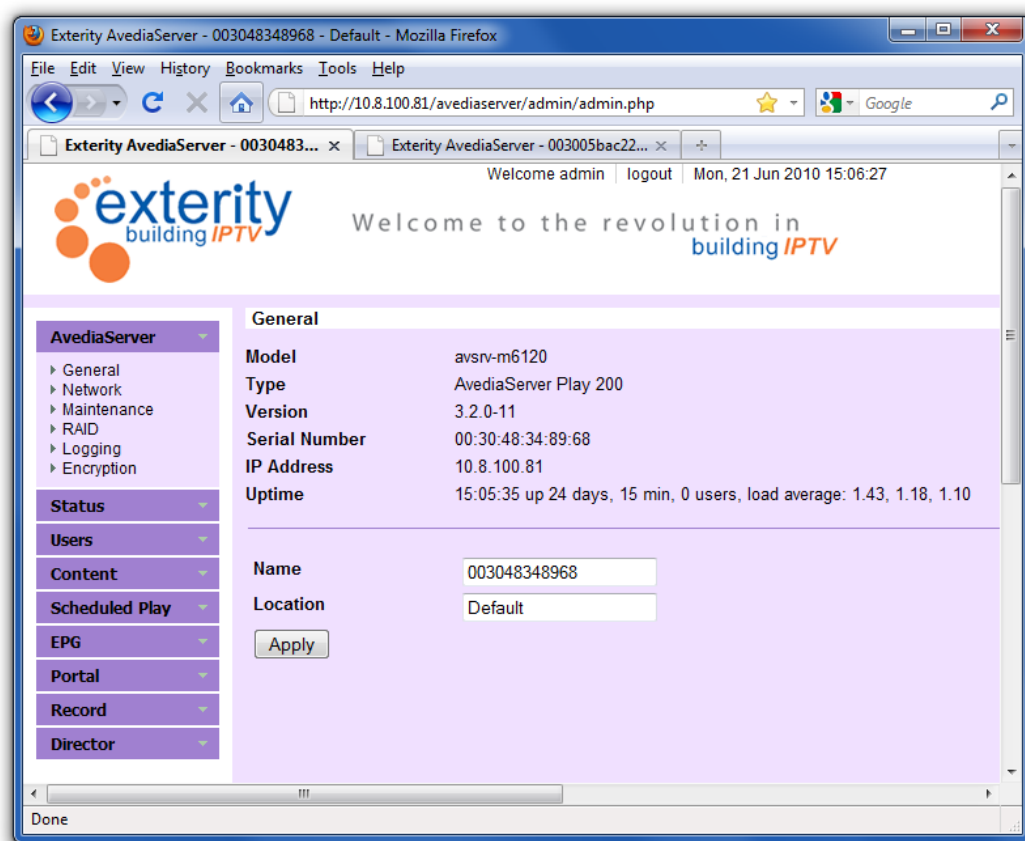 Exterity AvediaServer - 003048348968 - Default - Mozilla Firefox
File Edit View History Bookmarks Tools Help
http://10.8.100.81/avediaserver/admin/admin.php
Google
Exterity AvediaServer - 0030483...
Exterity AvediaServer - 003005bac22...
Welcome admin logout Mon, 21 Jun 2010 15:06:27
exterity
building IPTV
Welcome to the revolution in
building IPTV
AvediaServer
General
Network
Maintenance
RAID
Logging
Encryption
Status
Users
Content
Scheduled Play
EPG
Portal
Record
Director
General
Model avsrv-m6120
Type AvediaServer Play 200
Version 3.2.0-11
Serial Number 00:30:48:34:89:68
IP Address 10.8.100.81
Uptime 15:05:35 up 24 days, 15 min, 0 users, load average: 1.43, 1.18, 1.10
Name 003048348968
Location Default
Apply
Done